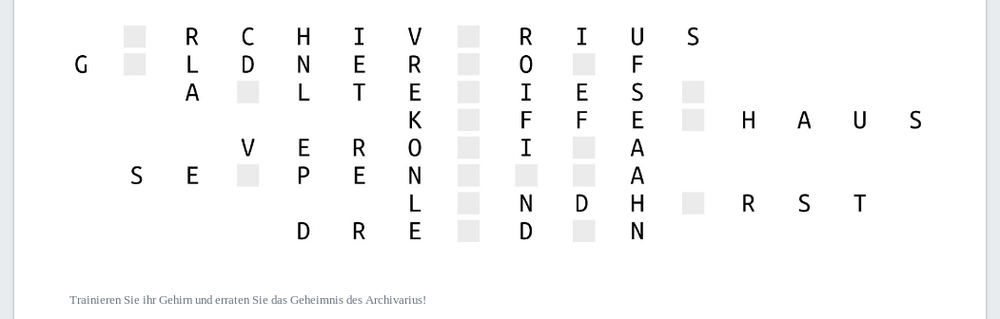 R C H I V R I U S
G L D N E R O F
A L T E I E S
K F F E H A U S
V E R O I A
S E P E N A
L N D H R S T
D R E D N
Trainieren Sie ihr Gehirn und erraten Sie das Geheimnis des Archivarius!